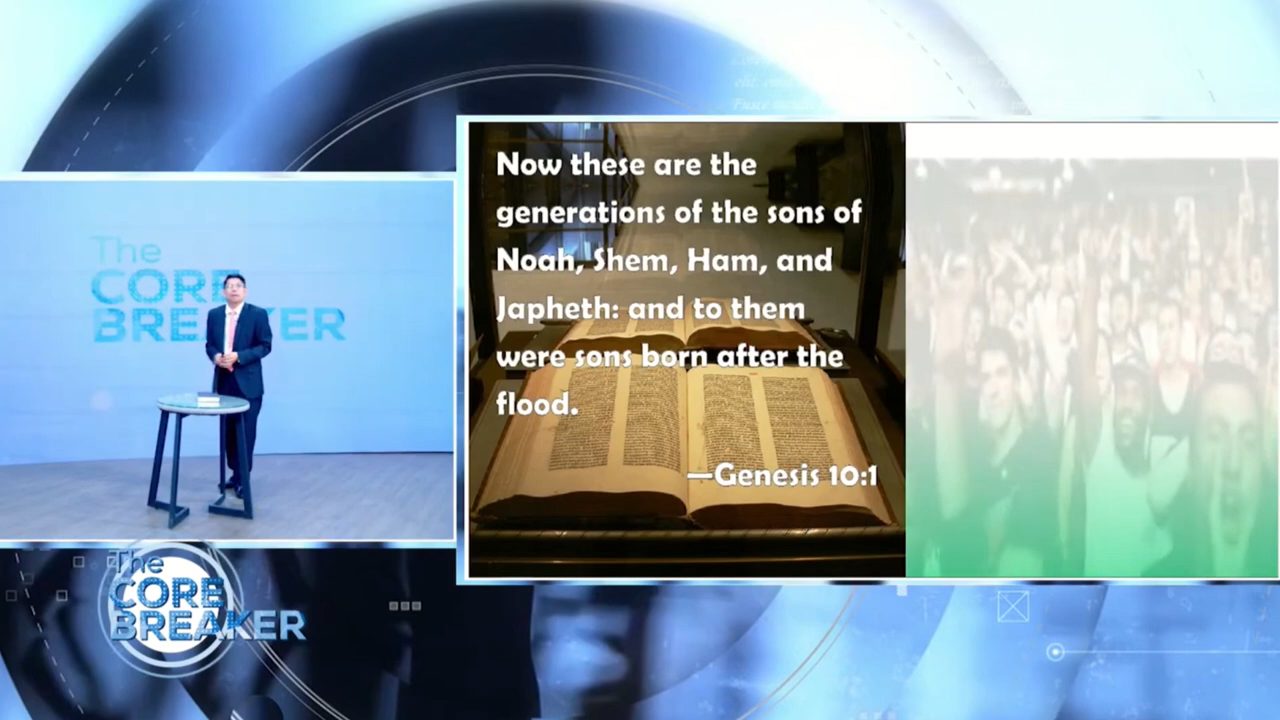 The
CORE
BREAKER
Now these are the
generations of the sons of
Noah, Shem, Ham, and
Japheth: and to them
were sons born after the
flood.
—Genesis 10:1
The
CORE
BREAKER